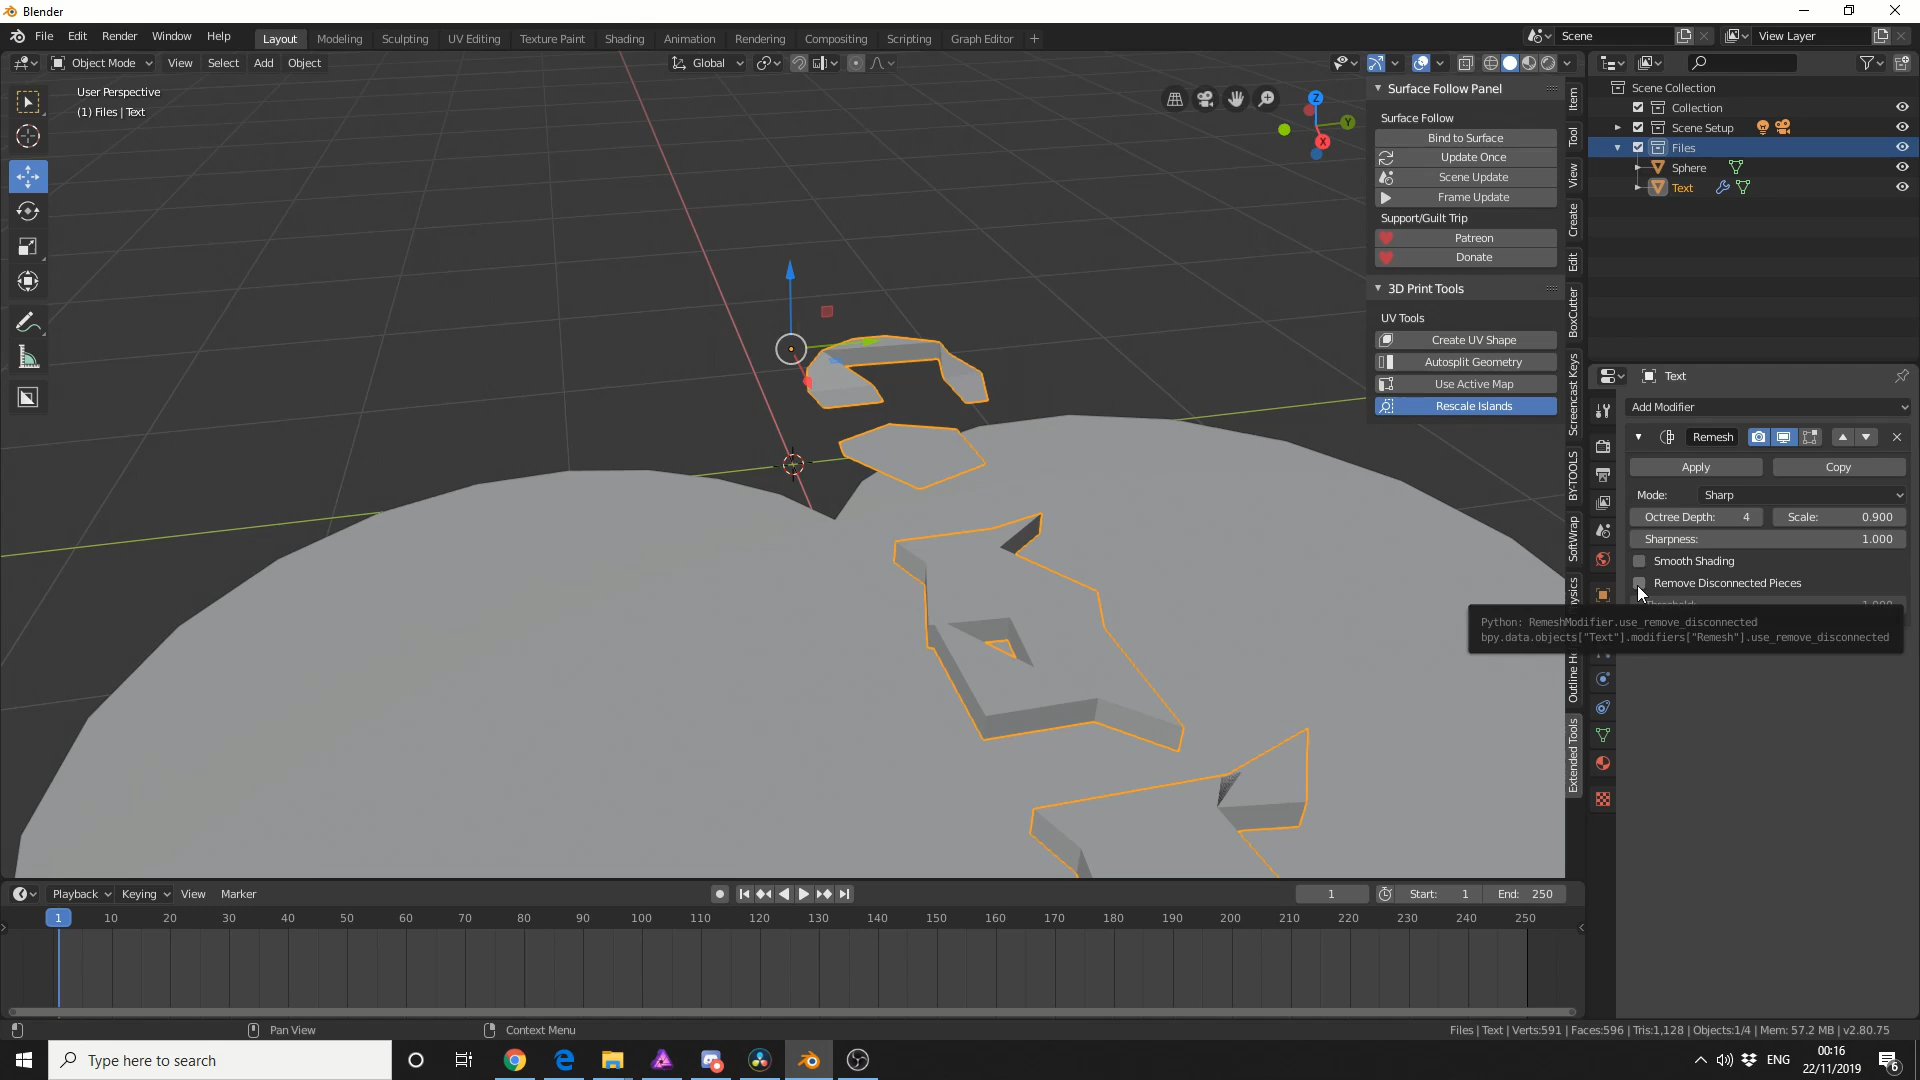 Blender
File Edit Render Window Help Layout Modeling Sculpting UV Editing Texture Paint Shading Animation Rendering Compositing Scripting Graph Editor + Scene View Layer
Object Mode View Select Add Object Global
User Perspective
(1) Files | Text
Z
Y
X
Surface Follow Panel
Surface Follow
Bind to Surface
Update Once
Scene Update
Frame Update
Support/Guilt Trip
Patreon
Donate
3D Print Tools
UV Tools
Create UV Shape
Autosplit Geometry
Use Active Map
Rescale Islands
Item
Tool
View
Create
Edit
BoxCutter
Screencast Keys
BY-TOOLS
SoftWrap
Extended Tools
Scene Collection
Collection
Scene Setup
Files
Sphere
Text
Text
Add Modifier
Remesh
Apply Copy
Mode: Sharp
Octree Depth: 4 Scale: 0.900
Sharpness: 1.000
Smooth Shading
Remove Disconnected Pieces
Python: RemeshModifier.use_remove_disconnected
bpy.data.objects["Text"].modifiers["Remesh"].use_remove_disconnected
Playback Keying View Marker 1 Start: 1 End: 250
1 10 20 30 40 50 60 70 80 90 100 110 120 130 140 150 160 170 180 190 200 210 220 230 240 250
Pan View Context Menu Files | Text | Verts:591 | Faces:596 | Tris:1,128 | Objects:1/4 | Mem: 57.2 MB | v2.80.75
Type here to search ENG 00:16
22/11/2019
6